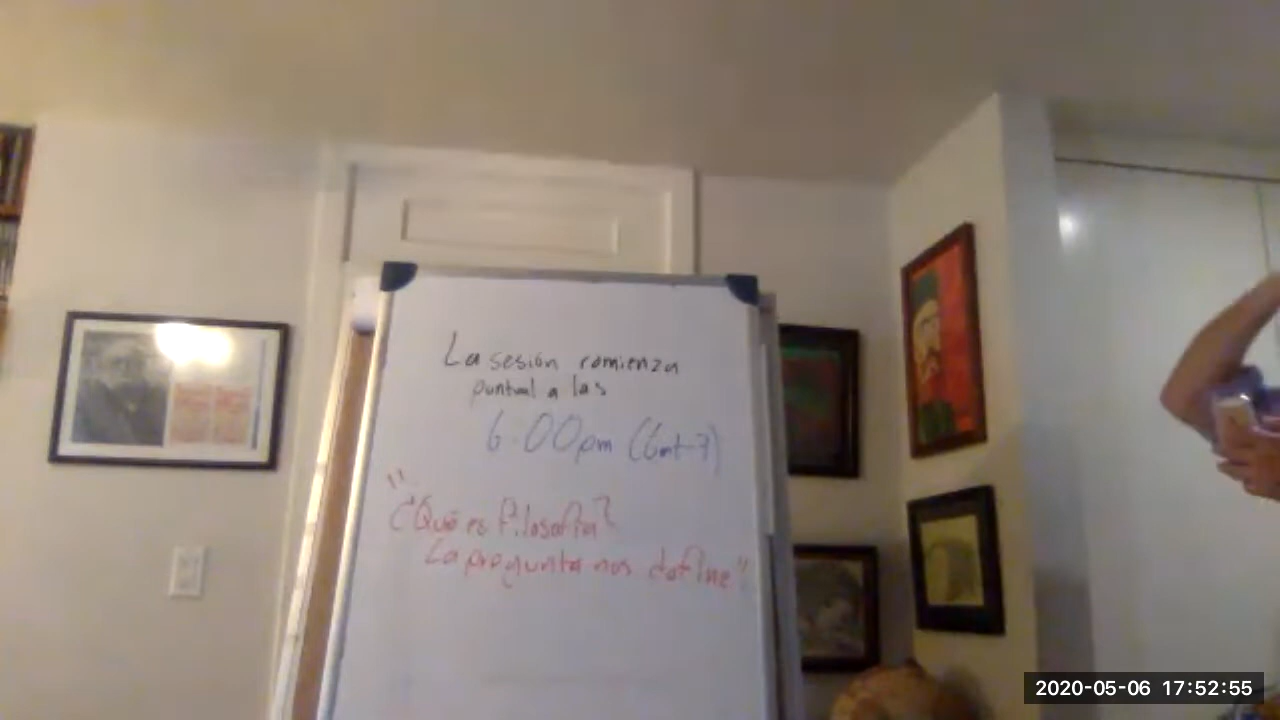 La sesión comienza
puntual a las
6:00pm (Gmt-7)
"¿Qué es filosofía?
La pregunta nos define"
2020-05-06 17:52:55